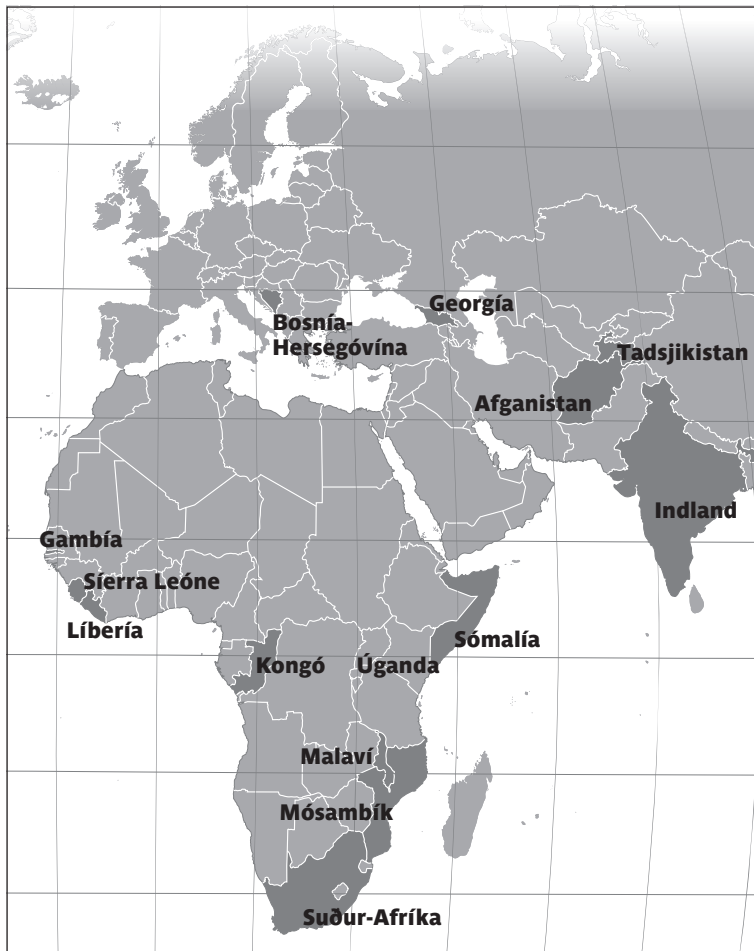 Georgía
Bosnía-
Hersegóvína
Tadsjikistan
Afganistan
Indland
Gambía
Síerra Leóne
Líbería
Sómalía
Kongó
Úganda
Malaví
Mósambík
Suður-Afríka